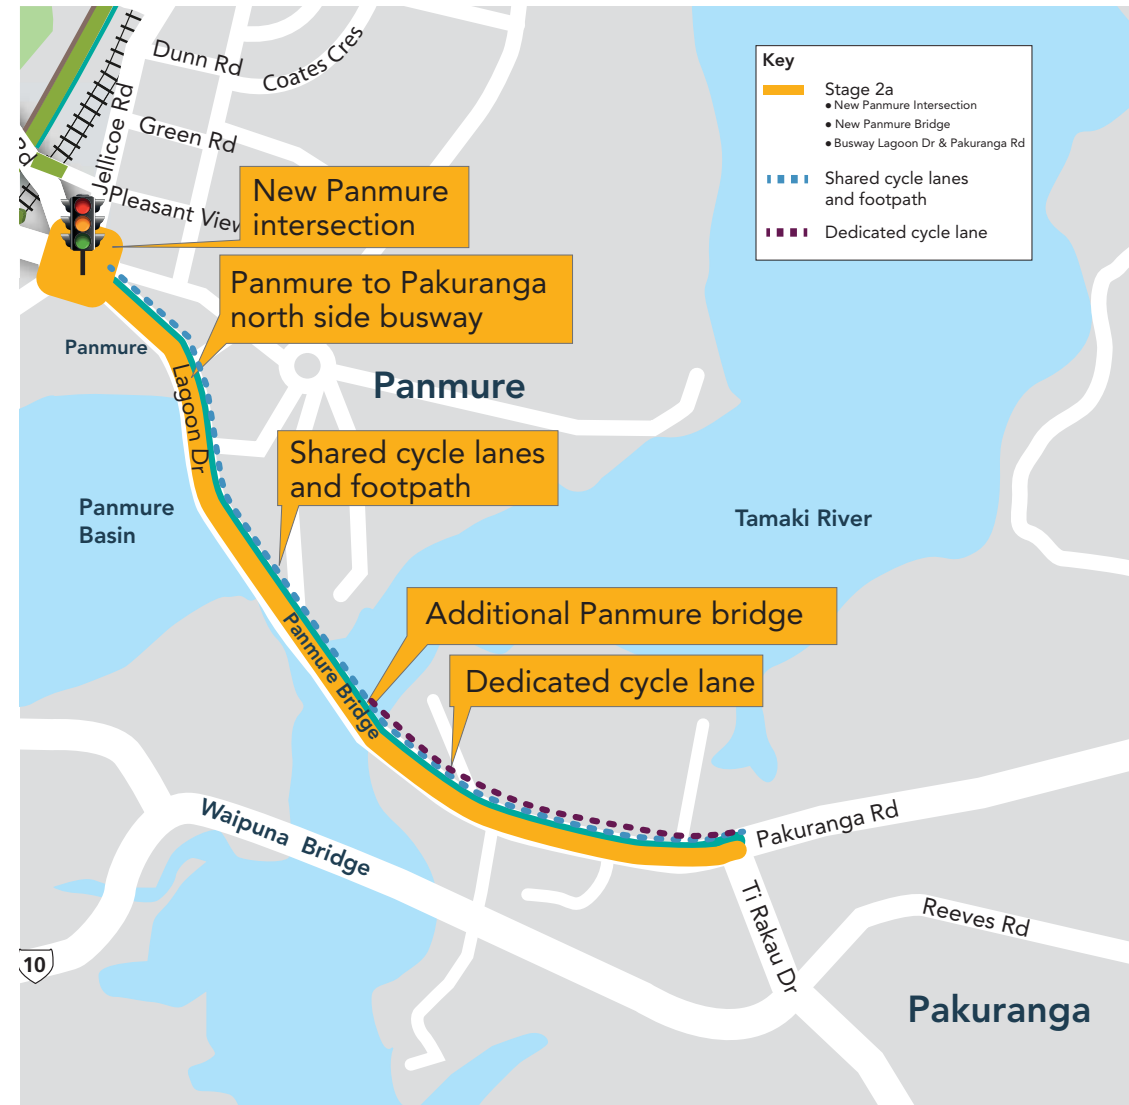 Dunn Rd
Coates Cres
Jellicoe Rd
Green Rd
Rd
Pleasant View
Key
Stage 2a
• New Panmure Intersection
• New Panmure Bridge
• Busway Lagoon Dr & Pakuranga Rd
Shared cycle lanes
and footpath
Dedicated cycle lane
New Panmure
intersection
Panmure to Pakuranga
north side busway
Panmure
Panmure
Lagoon Dr
Shared cycle lanes
and footpath
Panmure
Basin
Tamaki River
Additional Panmure bridge
Panmure Bridge
Dedicated cycle lane
Waipuna Bridge
Pakuranga Rd
Ti Rakau Dr
Reeves Rd
10
Pakuranga